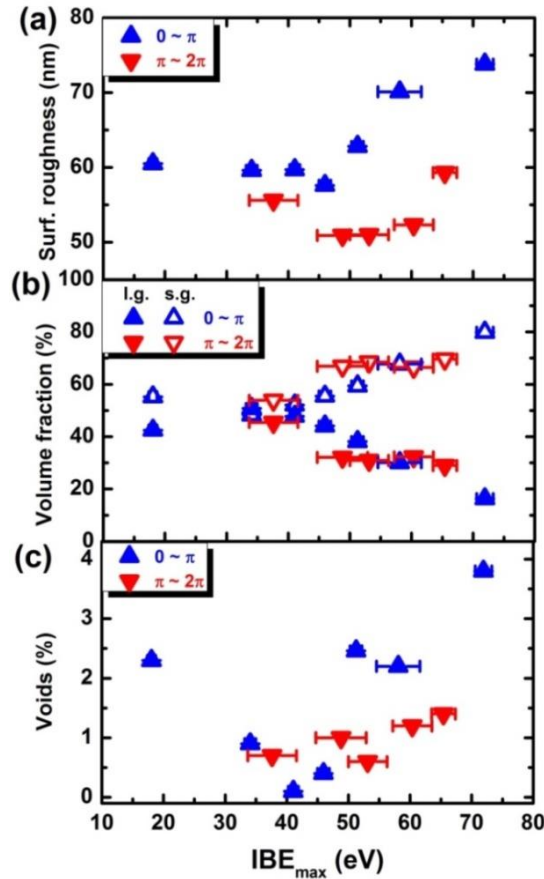 (a)
80
70
60
50
Surf. roughness (nm)
0 ~ π
π ~ 2π
(b)
100
80
60
40
20
0
Volume fraction (%)
l.g. s.g.
0 ~ π
π ~ 2π
(c)
4
3
2
1
0
Voids (%)
0 ~ π
π ~ 2π
10 20 30 40 50 60 70 80
IBEmax (eV)